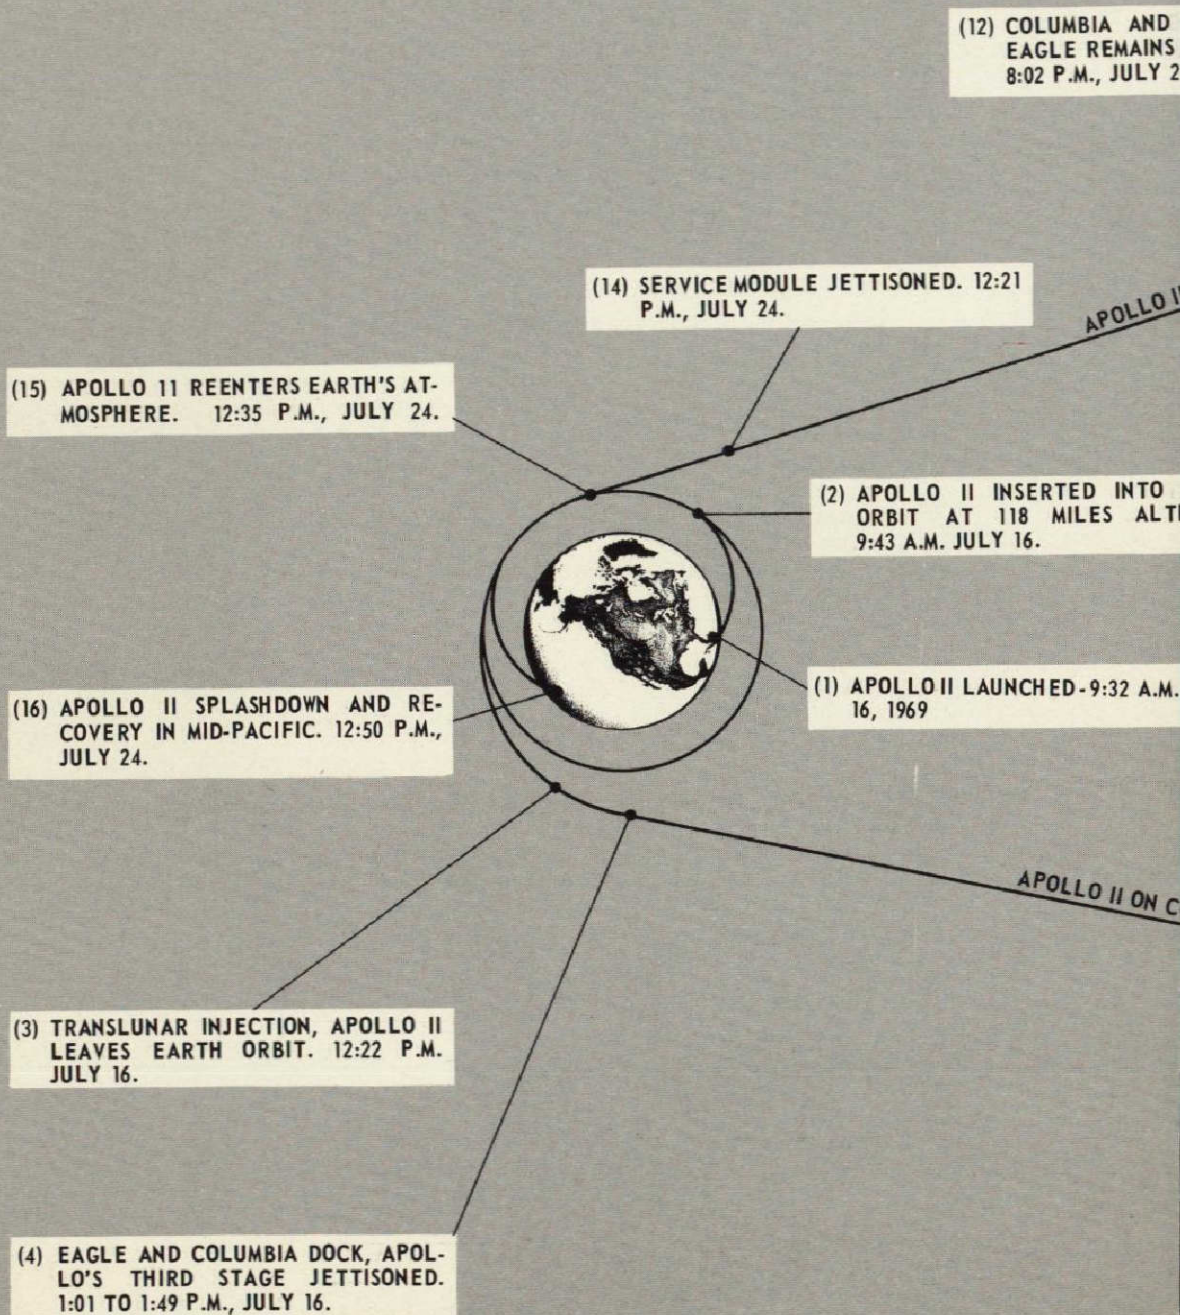 (12) COLUMBIA AND
EAGLE REMAINS
8:02 P.M., JULY 2
(14) SERVICE MODULE JETTISONED. 12:21
P.M., JULY 24.
APOLLO II
(15) APOLLO 11 REENTERS EARTH'S AT-
MOSPHERE. 12:35 P.M., JULY 24.
(2) APOLLO II INSERTED INTO
ORBIT AT 118 MILES ALTI
9:43 A.M. JULY 16.
(1) APOLLO II LAUNCHED-9:32 A.M.
16, 1969
(16) APOLLO II SPLASHDOWN AND RE-
COVERY IN MID-PACIFIC. 12:50 P.M.,
JULY 24.
APOLLO II ON C
(3) TRANSLUNAR INJECTION, APOLLO II
LEAVES EARTH ORBIT. 12:22 P.M.
JULY 16.
(4) EAGLE AND COLUMBIA DOCK, APOL-
LO'S THIRD STAGE JETTISONED.
1:01 TO 1:49 P.M., JULY 16.